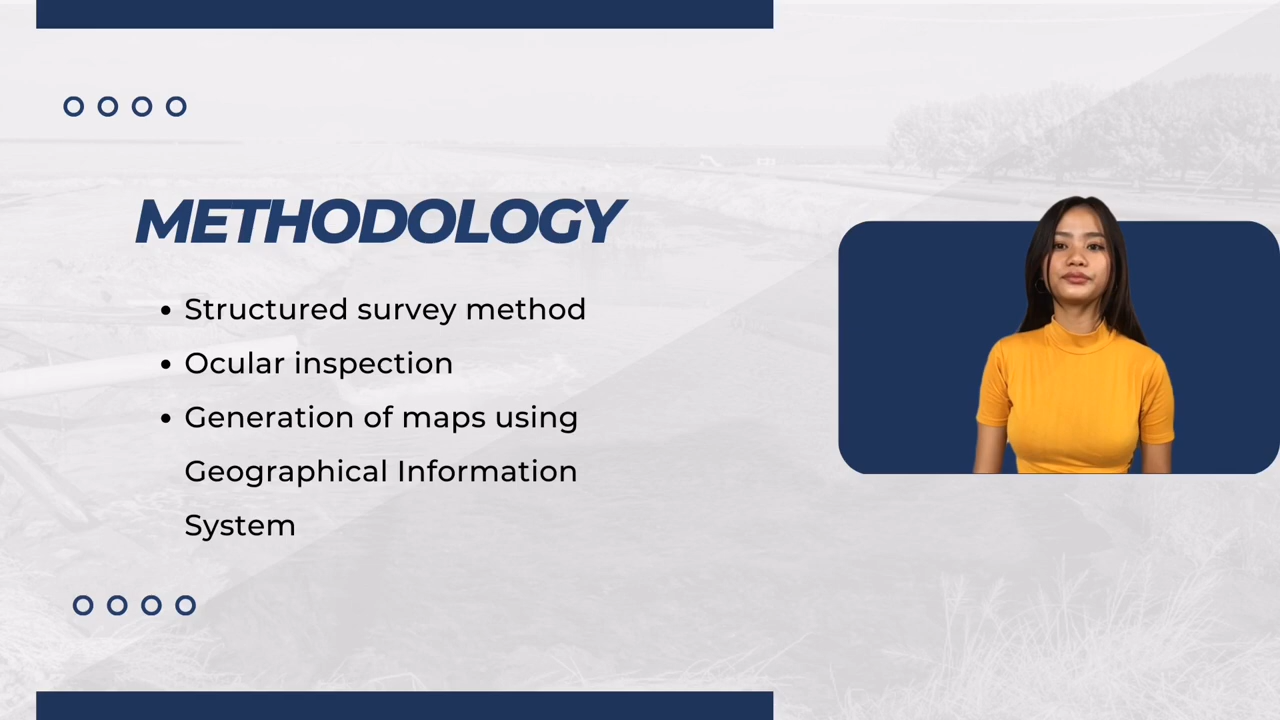 METHODOLOGY
Structured survey method
Ocular inspection
Generation of maps using
Geographical Information
System